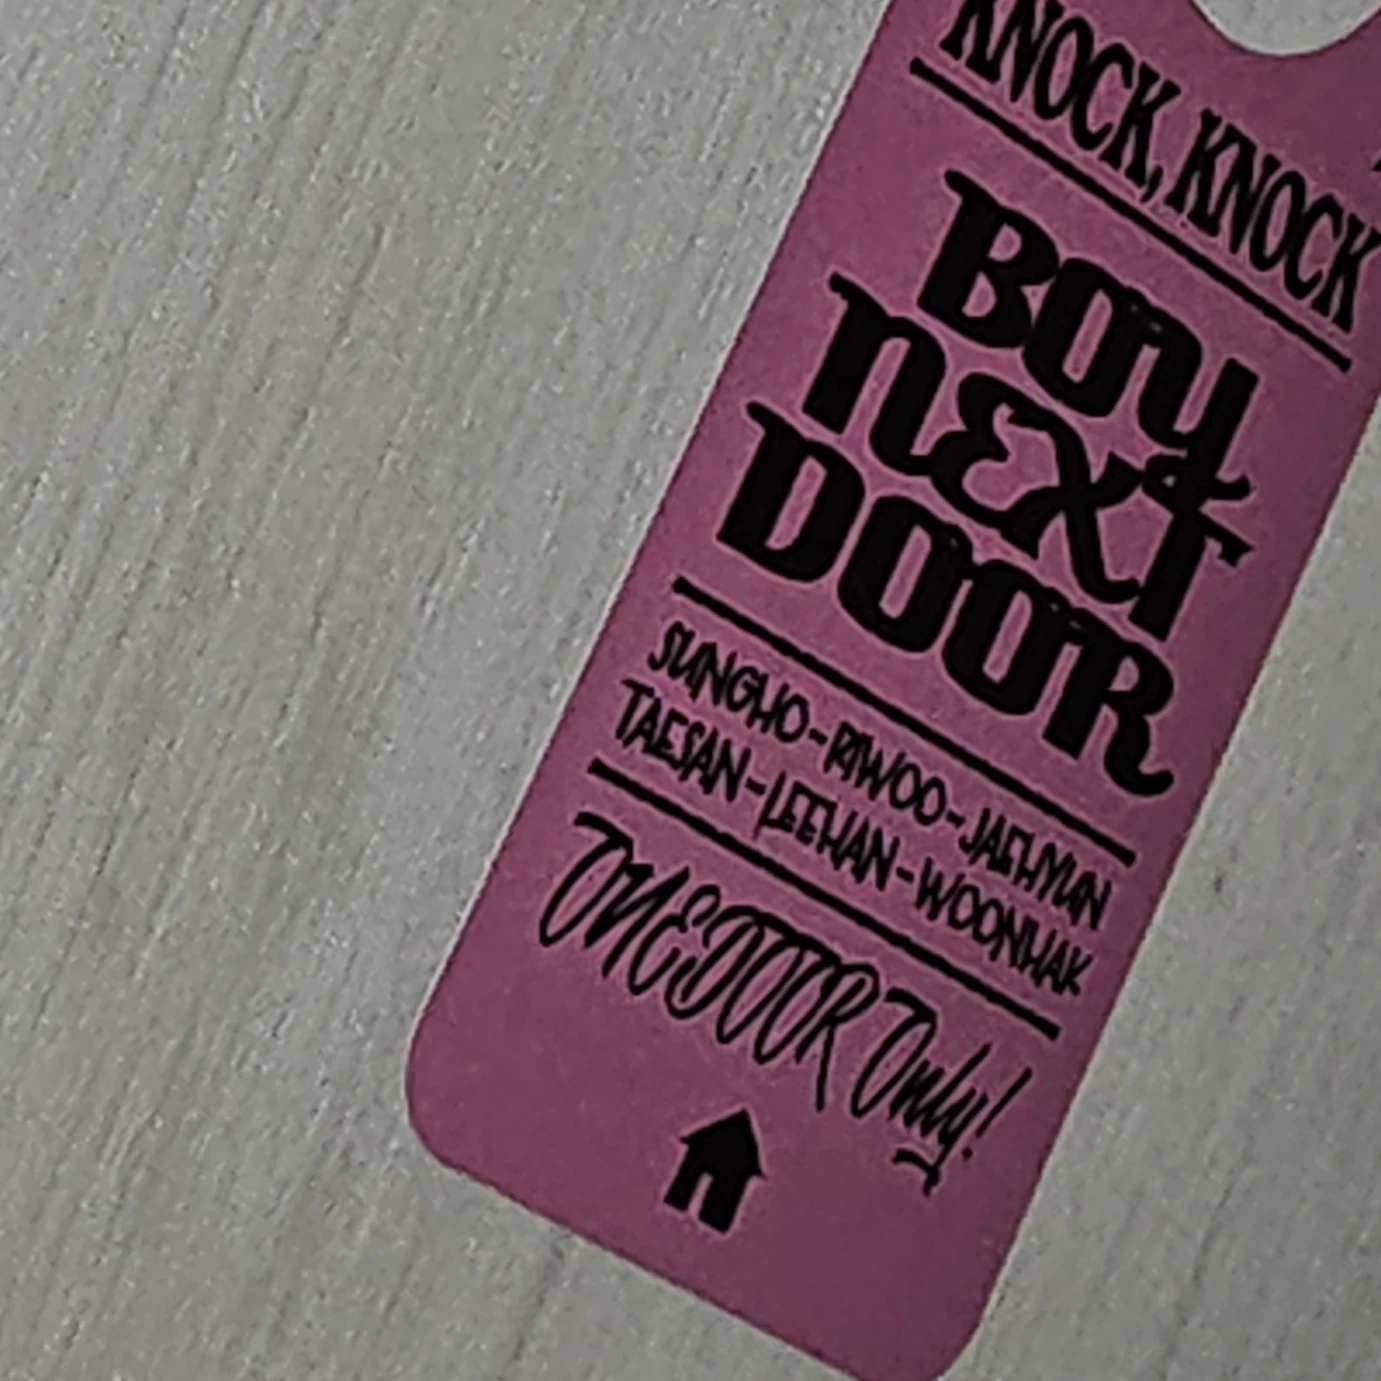 KNOCK, KNOCK
BOY
NEXT
DOOR
SUNGHO-RIWOO-JAEHYUN
TAESAN-LEEHAN-WOONHAK
ONEDOOR Only!